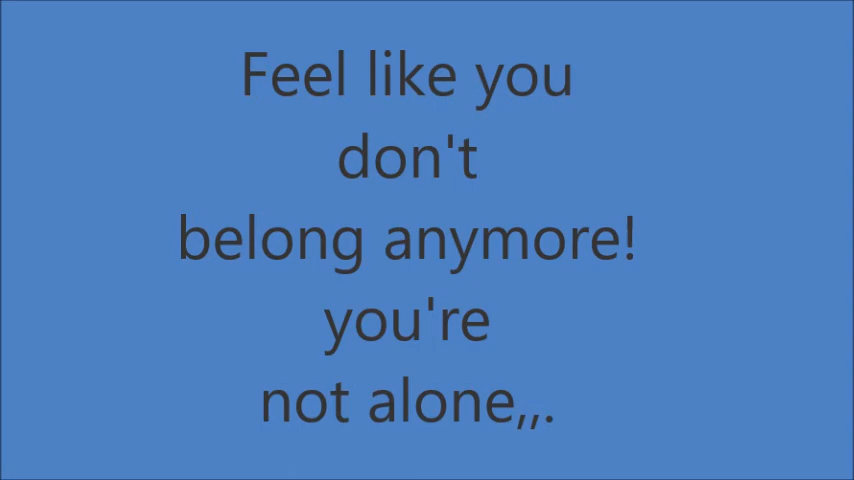 Feel like you
don't
belong anymore!
you're
not alone,,.